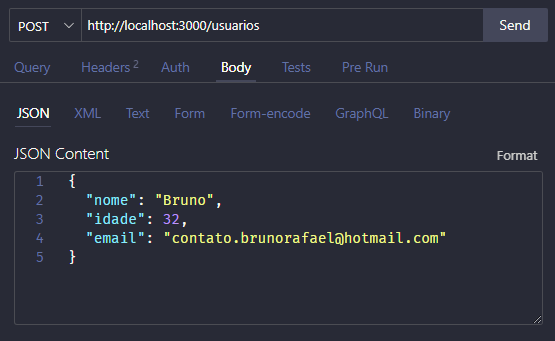 POST http://localhost:3000/usuarios Send
Query Headers 2 Auth Body Tests Pre Run
JSON XML Text Form Form-encode GraphQL Binary
JSON Content Format
1 {
2 "nome": "Bruno",
3 "idade": 32,
4 "email": "contato.brunorafael@hotmail.com"
5 }